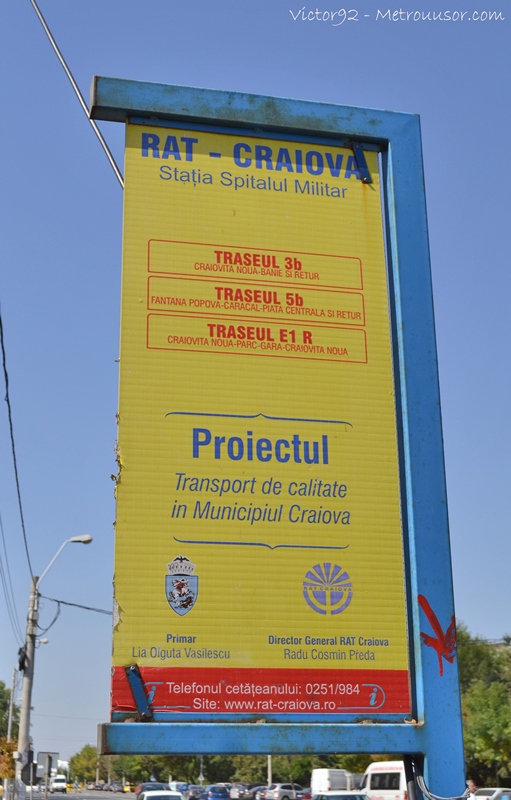 Victor92 - Metrouusor.com
RAT - CRAIOVA
Stația Spitalul Militar
TRASEUL 3b
CRAIOVITA NOUA-BANIE SI RETUR
TRASEUL 5b
FANTANA POPOVA-CARACAL-PIATA CENTRALA SI RETUR
TRASEUL E1 R
CRAIOVITA NOUA-PARC-GARA-CRAIOVITA NOUA
Proiectul
Transport de calitate
in Municipiul Craiova
RAT-CRAIOVA
Primar
Lia Olguta Vasilescu
Director General RAT Craiova
Radu Cosmin Preda
Telefonul cetățeanului: 0251/984
Site: www.rat-craiova.ro